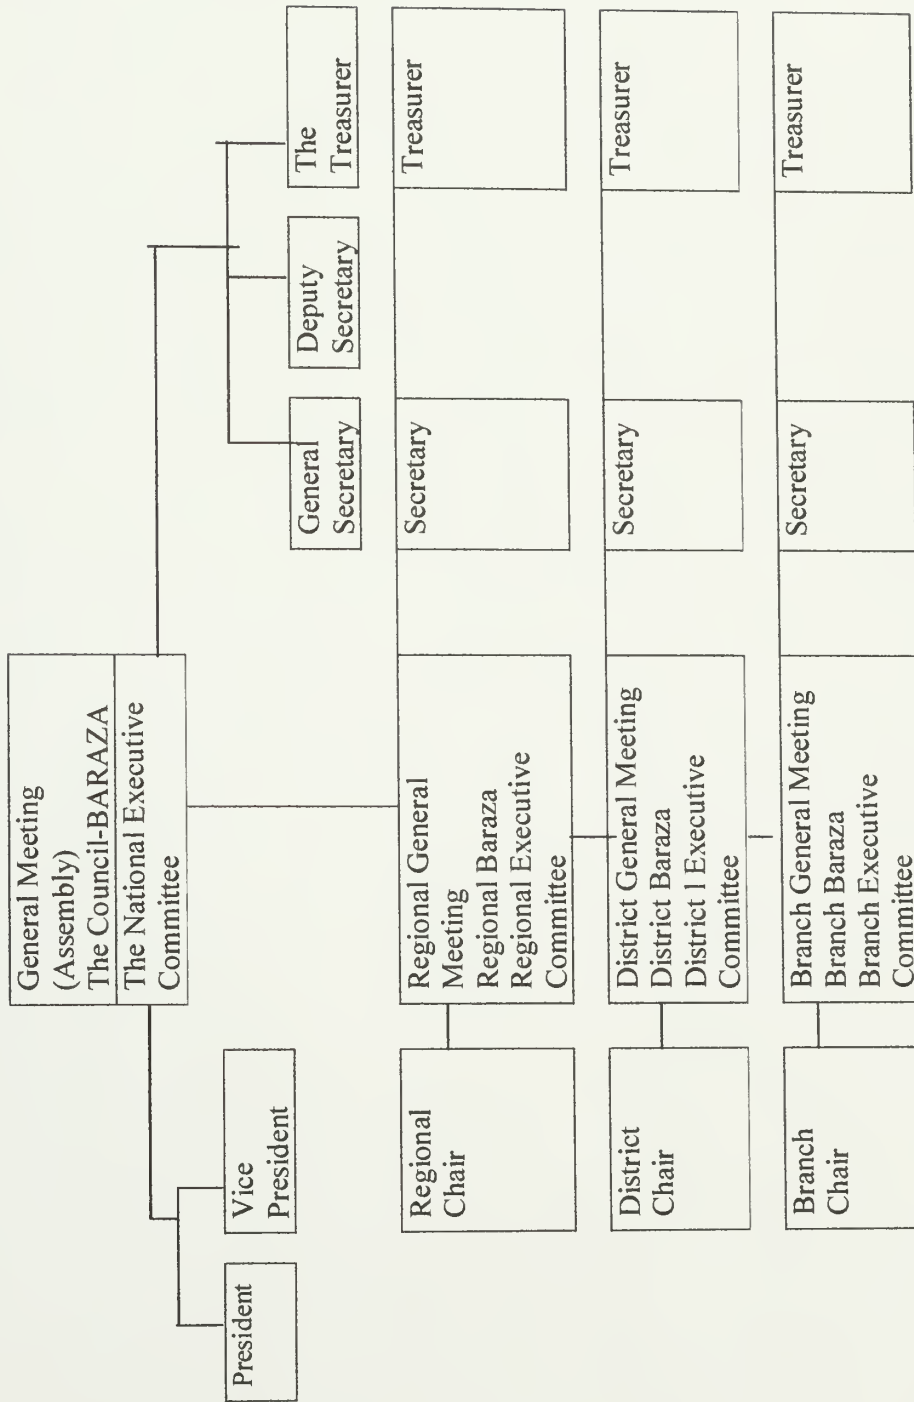 General Meeting
(Assembly)
The Council-BARAZA
The National Executive
Committee
President
Vice
President
General
Secretary
Deputy
Secretary
The
Treasurer
Regional
Chair
Regional General
Meeting
Regional Baraza
Regional Executive
Committee
Secretary
Treasurer
District
Chair
District General Meeting
District Baraza
District l Executive
Committee
Secretary
Treasurer
Branch
Chair
Branch General Meeting
Branch Baraza
Branch Executive
Committee
Secretary
Treasurer